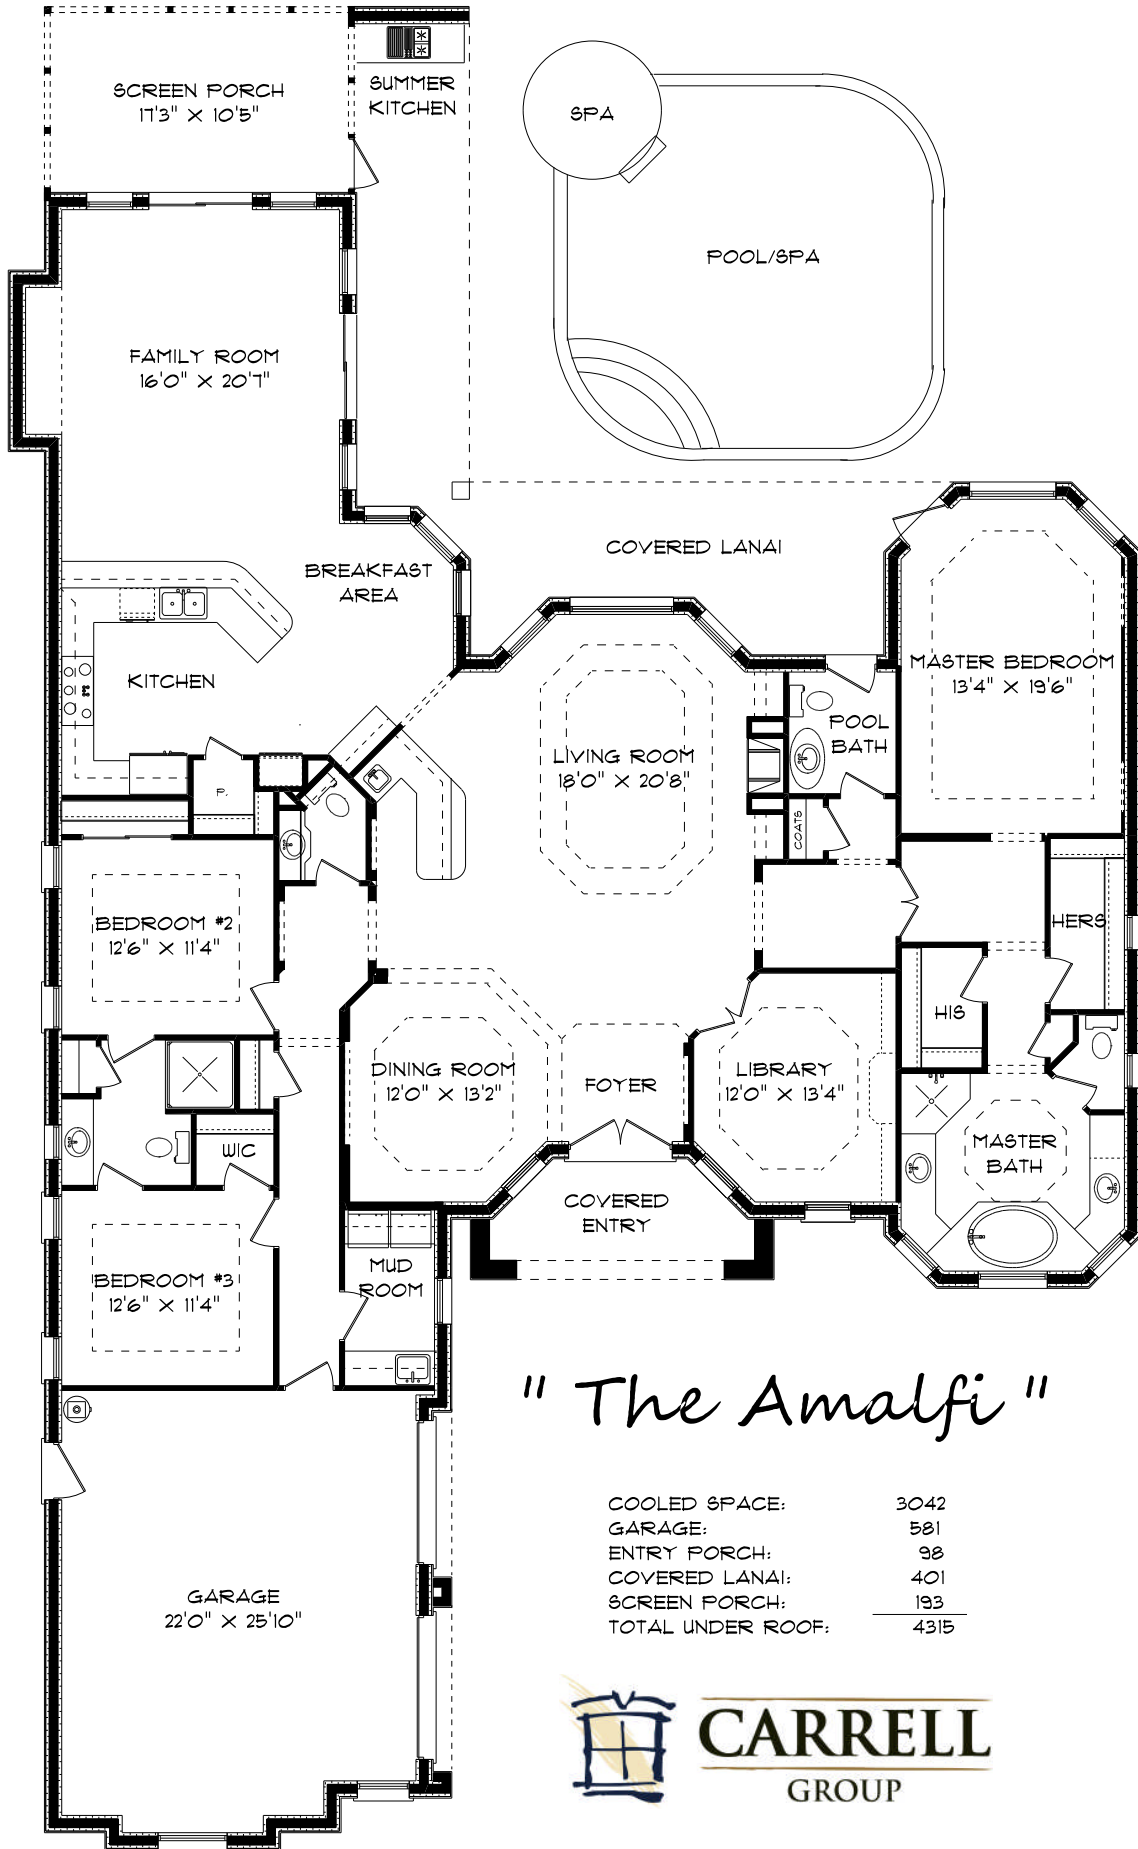 SCREEN PORCH
17'3" X 10'5"
SUMMER
KITCHEN
SPA
POOL/SPA
FAMILY ROOM
16'0" X 20'7"
COVERED LANAI
BREAKFAST
AREA
KITCHEN
MASTER BEDROOM
13'4" X 19'6"
POOL
BATH
LIVING ROOM
18'0" X 20'8"
P.
COATS
BEDROOM #2
12'6" X 11'4"
HERS
HIS
DINING ROOM
12'0" X 13'2"
FOYER
LIBRARY
12'0" X 13'4"
WIC
MASTER
BATH
COVERED
ENTRY
MUD
ROOM
BEDROOM #3
12'6" X 11'4"
" The Amalfi "
COOLED SPACE: 3042
GARAGE: 581
ENTRY PORCH: 98
COVERED LANAI: 401
SCREEN PORCH: 193
TOTAL UNDER ROOF: 4315
GARAGE
22'0" X 25'10"
CARRELL
GROUP